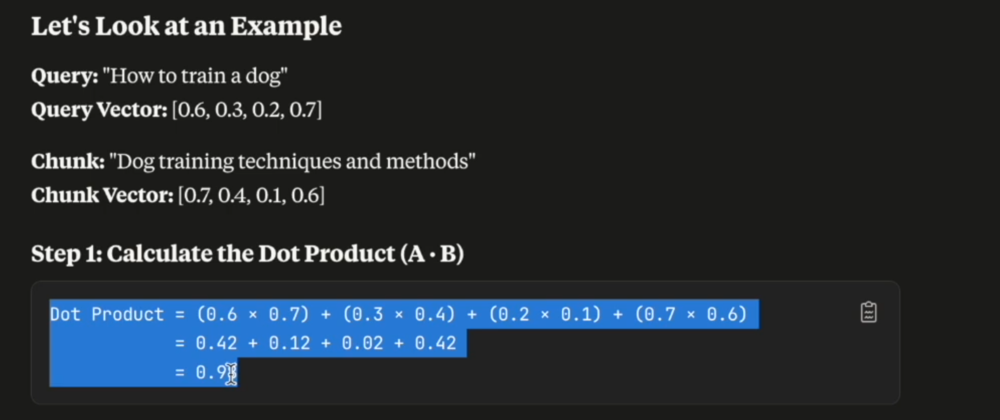 Let's Look at an Example
Query: "How to train a dog"
Query Vector: [0.6, 0.3, 0.2, 0.7]
Chunk: "Dog training techniques and methods"
Chunk Vector: [0.7, 0.4, 0.1, 0.6]
Step 1: Calculate the Dot Product (A · B)
Dot Product = (0.6 × 0.7) + (0.3 × 0.4) + (0.2 × 0.1) + (0.7 × 0.6)
= 0.42 + 0.12 + 0.02 + 0.42
= 0.98